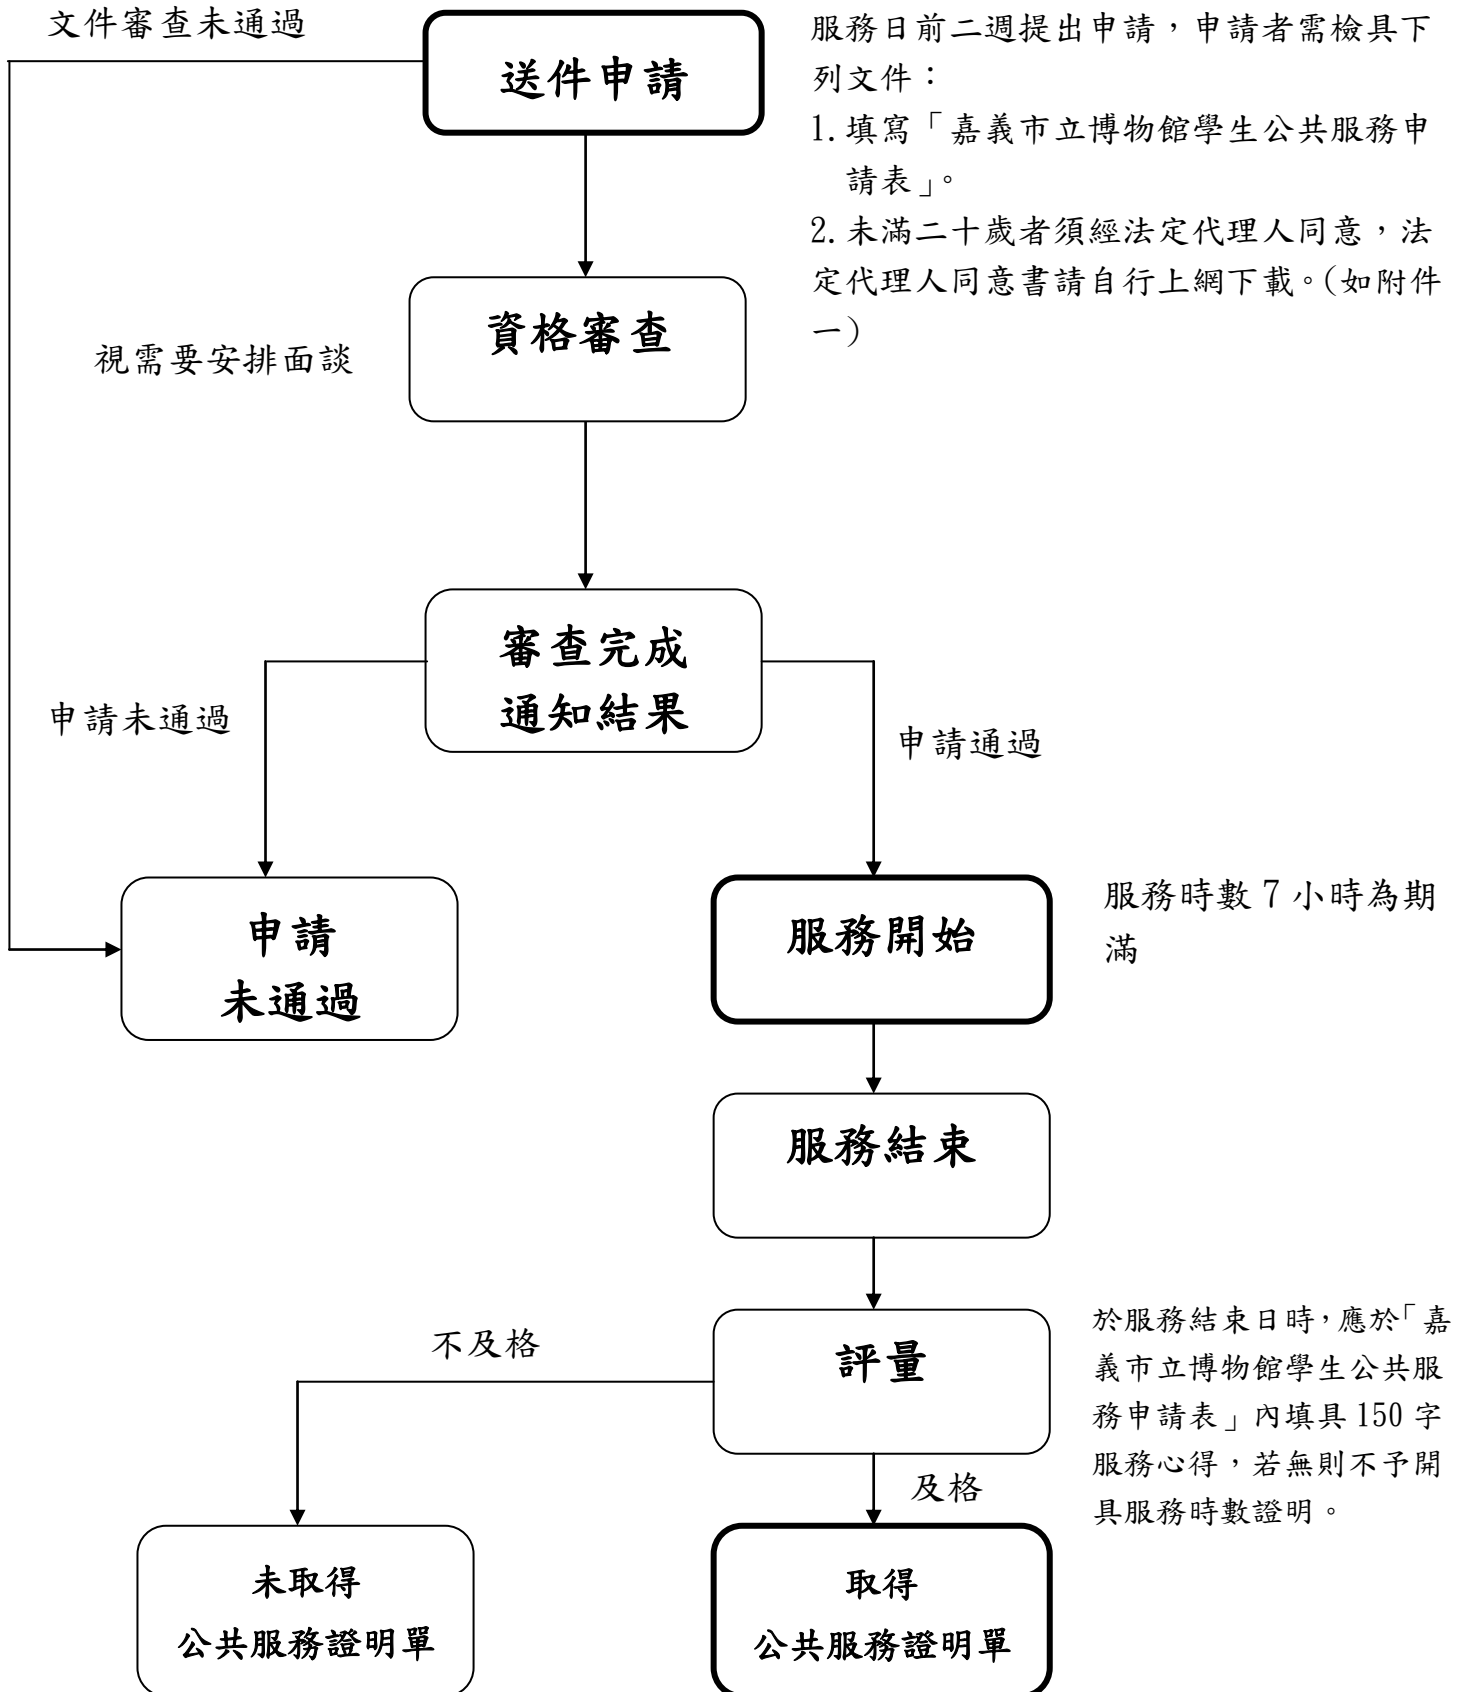 文件審查未通過
送件申請
服務日前二週提出申請，申請者需檢具下
列文件：
1. 填寫「嘉義市立博物館學生公共服務申
請表」。
2. 未滿二十歲者須經法定代理人同意，法
定代理人同意書請自行上網下載。(如附件
一)
資格審查
視需要安排面談
審查完成
通知結果
申請未通過
申請通過
申請
未通過
服務開始
服務時數 7 小時為期
滿
服務結束
評量
不及格
於服務結束日時，應於「嘉
義市立博物館學生公共服
務申請表」內填具 150 字
服務心得，若無則不予開
具服務時數證明。
及格
未取得
公共服務證明單
取得
公共服務證明單